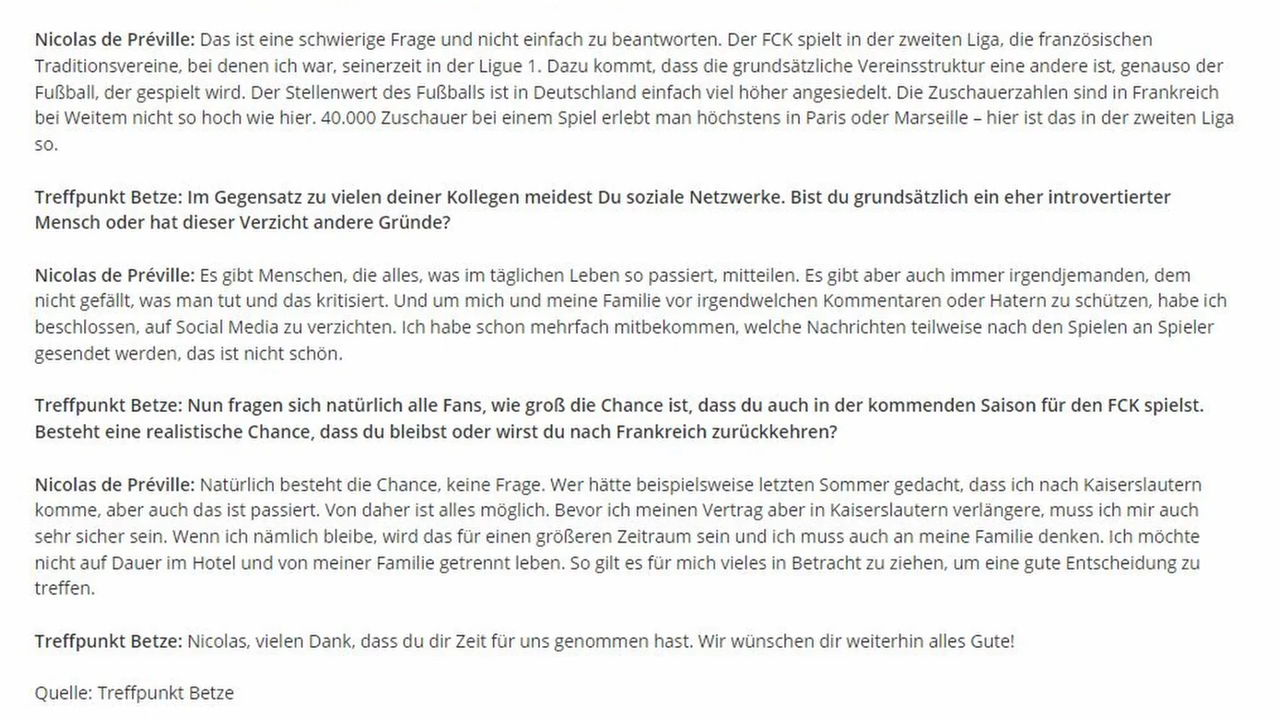 Nicolas de Préville: Das ist eine schwierige Frage und nicht einfach zu beantworten. Der FCK spielt in der zweiten Liga, die französischen
Traditionsvereine, bei denen ich war, seinerzeit in der Ligue 1. Dazu kommt, dass die grundsätzliche Vereinsstruktur eine andere ist, genauso der
Fußball, der gespielt wird. Der Stellenwert des Fußballs ist in Deutschland einfach viel höher angesiedelt. Die Zuschauerzahlen sind in Frankreich
bei Weitem nicht so hoch wie hier. 40.000 Zuschauer bei einem Spiel erlebt man höchstens in Paris oder Marseille – hier ist das in der zweiten Liga
so.
Treffpunkt Betze: Im Gegensatz zu vielen deiner Kollegen meidest Du soziale Netzwerke. Bist du grundsätzlich ein eher introvertierter
Mensch oder hat dieser Verzicht andere Gründe?
Nicolas de Préville: Es gibt Menschen, die alles, was im täglichen Leben so passiert, mitteilen. Es gibt aber auch immer irgendjemanden, dem
nicht gefällt, was man tut und das kritisiert. Und um mich und meine Familie vor irgendwelchen Kommentaren oder Hatern zu schützen, habe ich
beschlossen, auf Social Media zu verzichten. Ich habe schon mehrfach mitbekommen, welche Nachrichten teilweise nach den Spielen an Spieler
gesendet werden, das ist nicht schön.
Treffpunkt Betze: Nun fragen sich natürlich alle Fans, wie groß die Chance ist, dass du auch in der kommenden Saison für den FCK spielst.
Besteht eine realistische Chance, dass du bleibst oder wirst du nach Frankreich zurückkehren?
Nicolas de Préville: Natürlich besteht die Chance, keine Frage. Wer hätte beispielsweise letzten Sommer gedacht, dass ich nach Kaiserslautern
komme, aber auch das ist passiert. Von daher ist alles möglich. Bevor ich meinen Vertrag aber in Kaiserslautern verlängere, muss ich mir auch
sehr sicher sein. Wenn ich nämlich bleibe, wird das für einen größeren Zeitraum sein und ich muss auch an meine Familie denken. Ich möchte
nicht auf Dauer im Hotel und von meiner Familie getrennt leben. So gilt es für mich vieles in Betracht zu ziehen, um eine gute Entscheidung zu
treffen.
Treffpunkt Betze: Nicolas, vielen Dank, dass du dir Zeit für uns genommen hast. Wir wünschen dir weiterhin alles Gute!
Quelle: Treffpunkt Betze